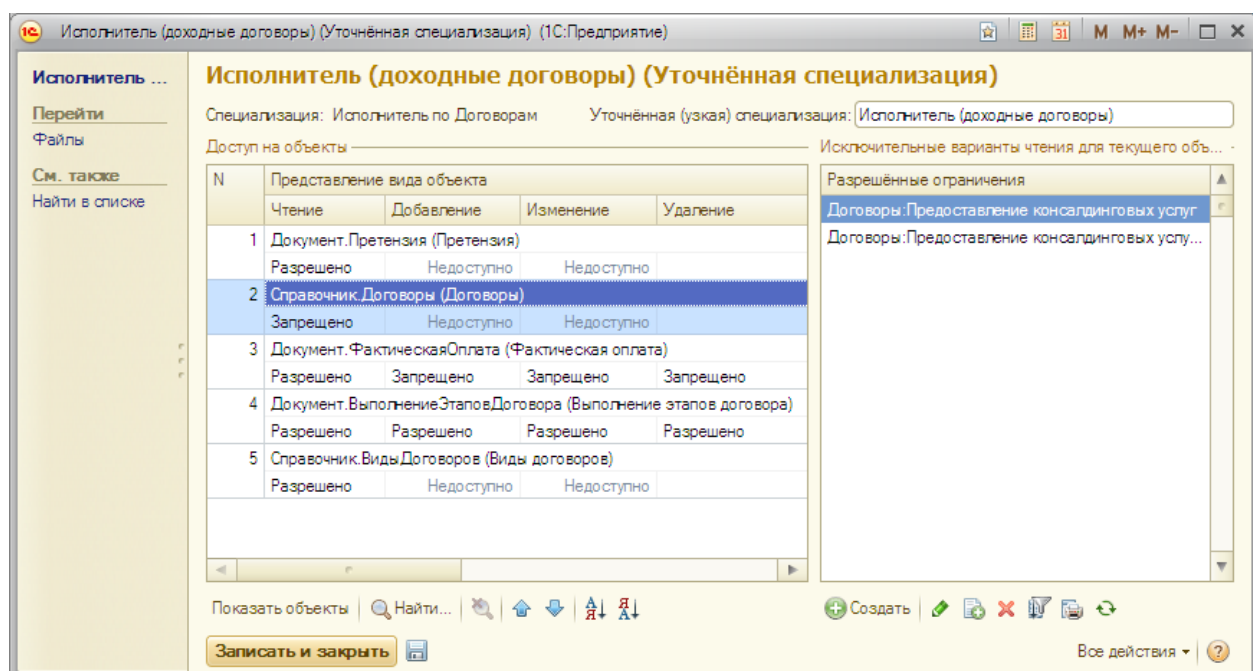 Исполнитель (доходные договоры) (Уточнённая специализация) (1С:Предприятие)
31 M M+ M-
Исполнитель ...
Перейти
Файлы
См. также
Найти в списке
Исполнитель (доходные договоры) (Уточнённая специализация)
Специализация: Исполнитель по Договорам Уточнённая (узкая) специализация: Исполнитель (доходные договоры)
Доступ на объекты
N Представление вида объекта
Чтение Добавление Изменение Удаление
1 Документ.Претензия (Претензия)
Разрешено Недоступно Недоступно
2 Справочник.Договоры (Договоры)
Запрещено Недоступно Недоступно
3 Документ.ФактическаяОплата (Фактическая оплата)
Разрешено Запрещено Запрещено Запрещено
4 Документ.ВыполнениеЭтаповДоговора (Выполнение этапов договора)
Разрешено Разрешено Разрешено Разрешено
5 Справочник.ВидыДоговоров (Виды договоров)
Разрешено Недоступно Недоступно
Исключительные варианты чтения для текущего объ...
Разрешённые ограничения
Договоры:Предоставление консалдинговых услуг
Договоры:Предоставление консалдинговых услу...
Показать объекты Найти...
Создать
Записать и закрыть
Все действия